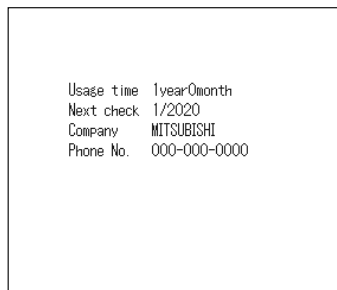 Usage time 1year0month
Next check 1/2020
Company MITSUBISHI
Phone No. 000-000-0000